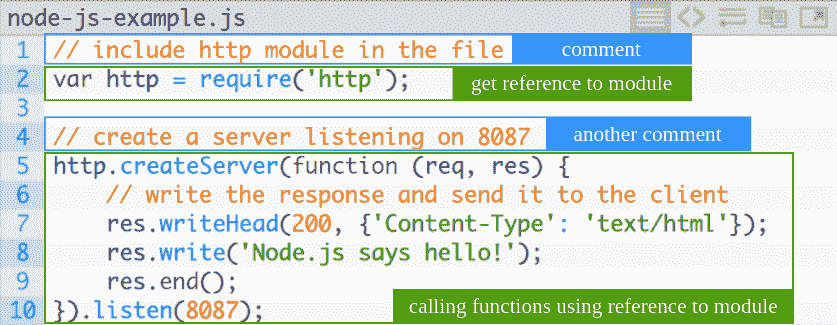 node-js-example.js
1 // include http module in the file comment
2 var http = require('http'); get reference to module
3
4 // create a server listening on 8087 another comment
5 http.createServer(function (req, res) {
6 // write the response and send it to the client
7 res.writeHead(200, {'Content-Type': 'text/html'});
8 res.write('Node.js says hello!');
9 res.end();
10 }).listen(8087); calling functions using reference to module